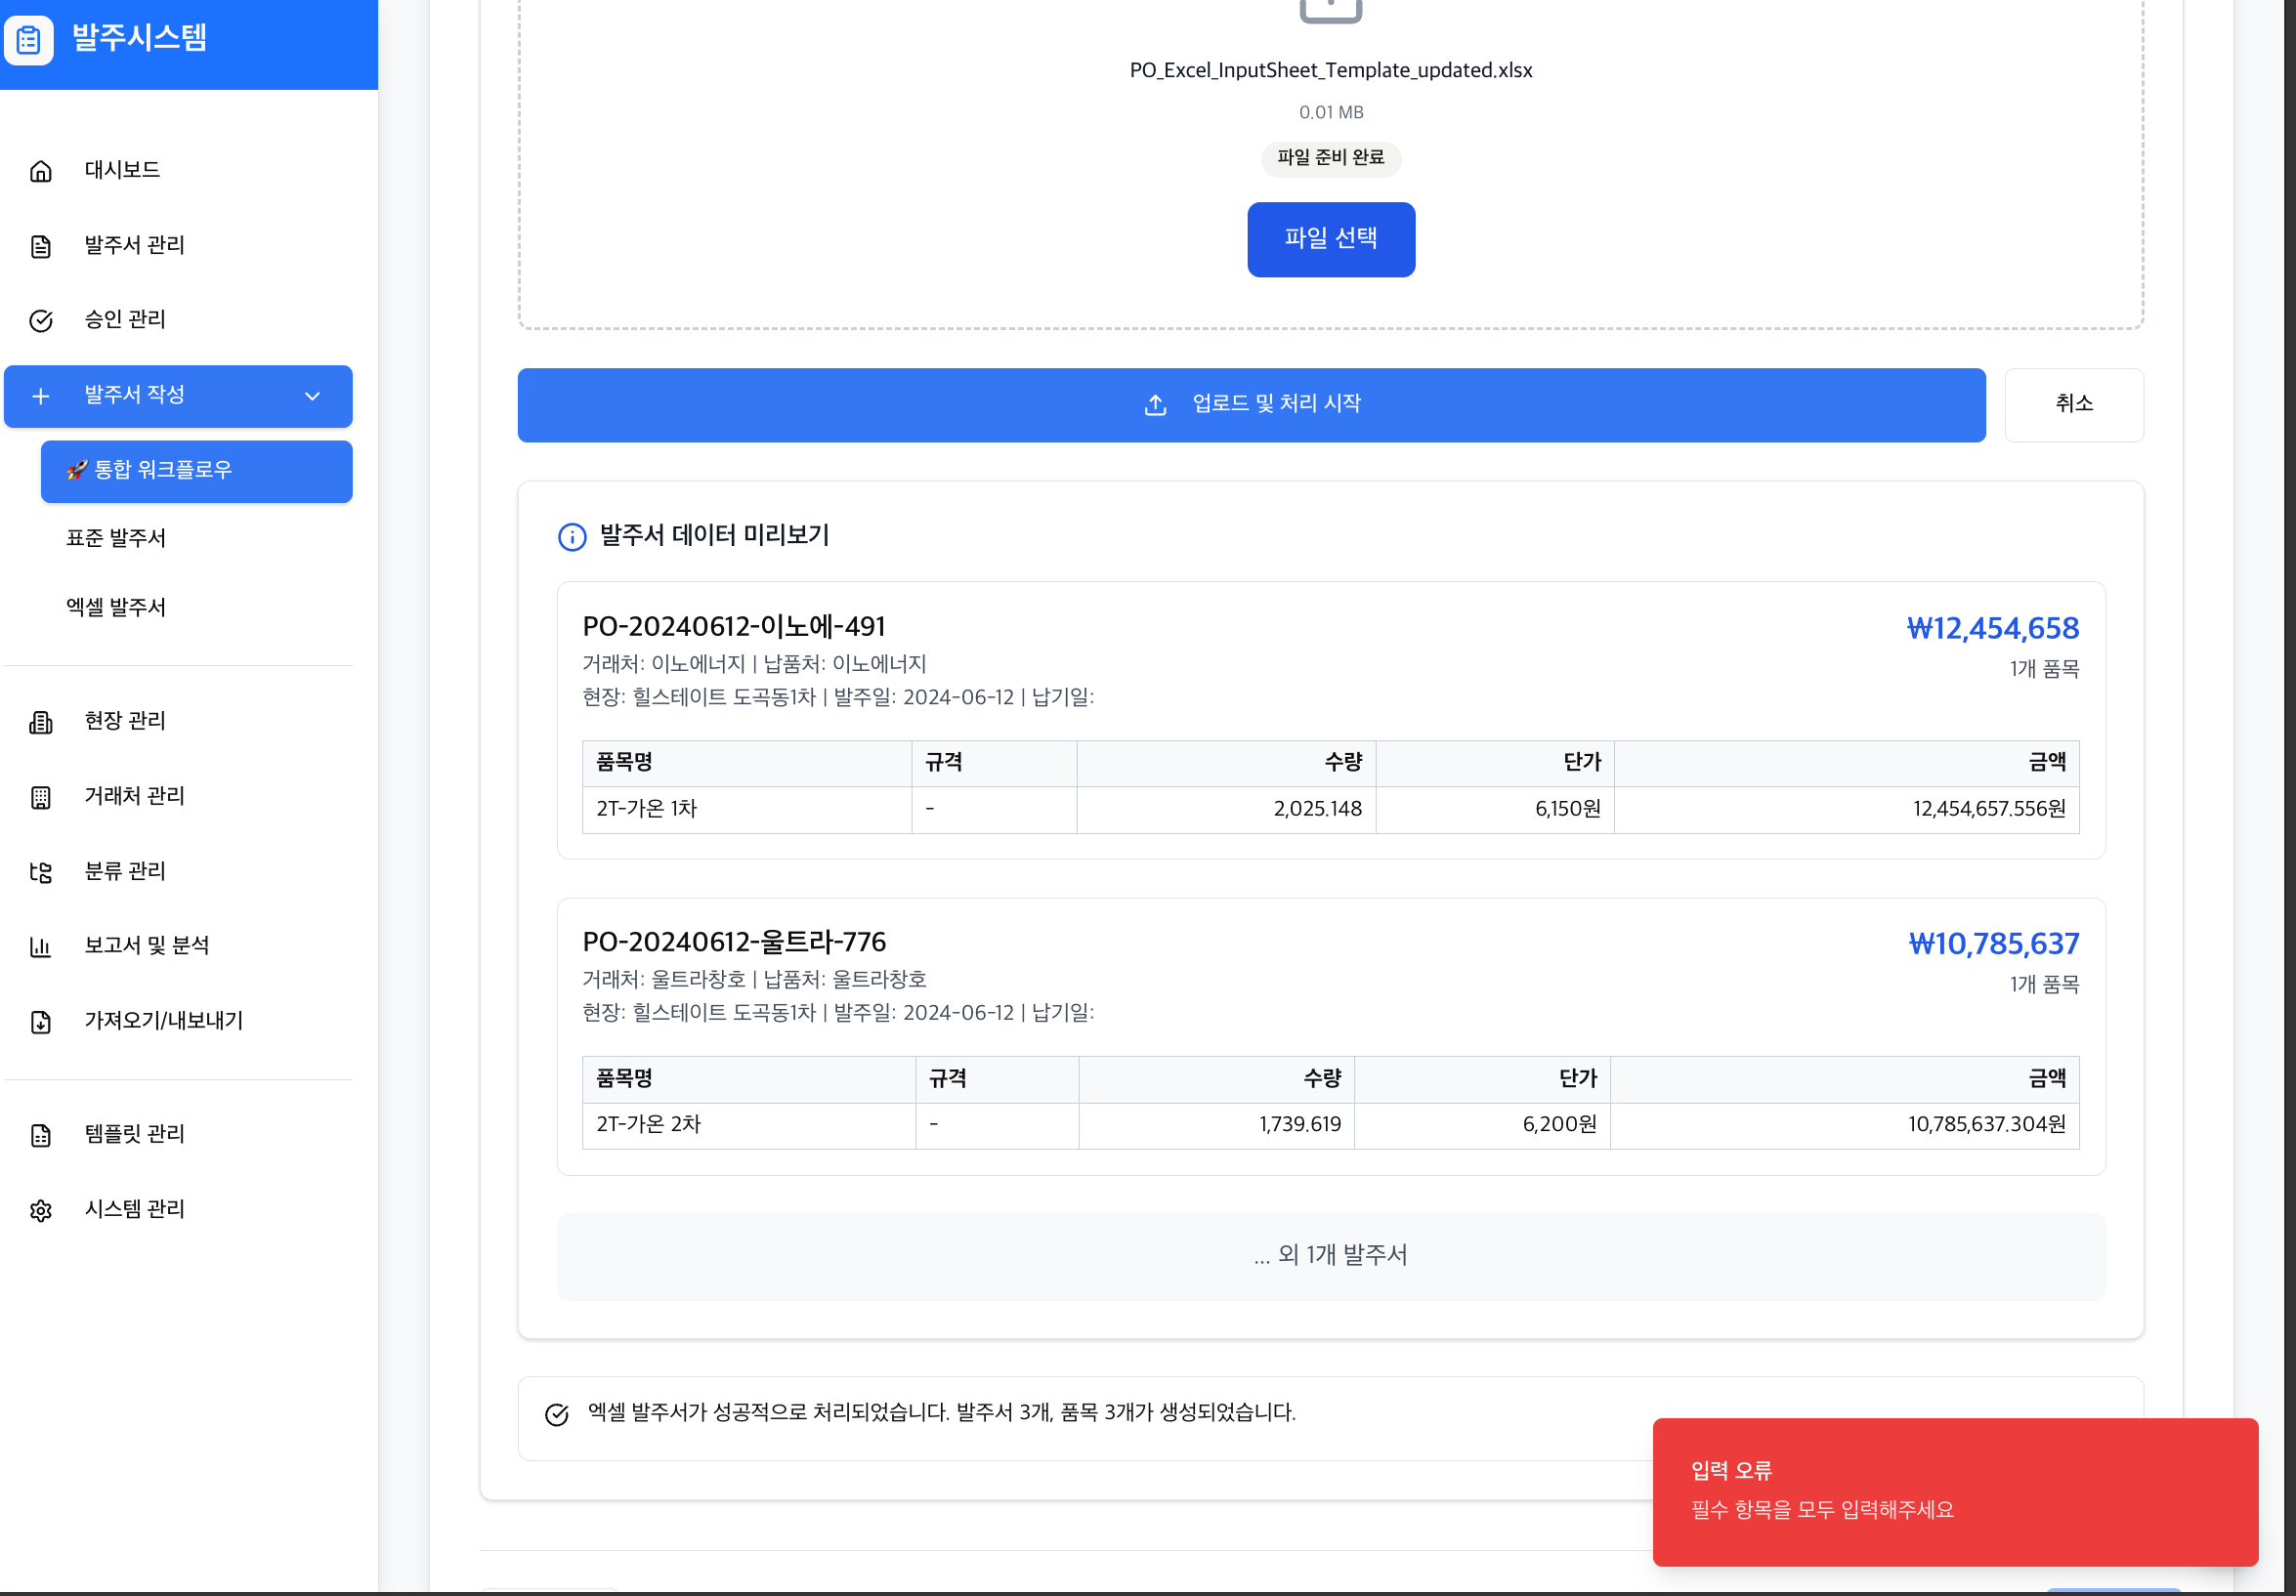 발주시스템
대시보드
발주서 관리
승인 관리
발주서 작성
🚀 통합 워크플로우
표준 발주서
엑셀 발주서
현장 관리
거래처 관리
분류 관리
보고서 및 분석
가져오기/내보내기
템플릿 관리
시스템 관리
PO_Excel_InputSheet_Template_updated.xlsx
0.01 MB
파일 준비 완료
파일 선택
업로드 및 처리 시작
취소
발주서 데이터 미리보기
PO-20240612-이노에-491
₩12,454,658
거래처: 이노에너지 | 납품처: 이노에너지
1개 품목
현장: 힐스테이트 도곡동1차 | 발주일: 2024-06-12 | 납기일:
품목명 규격 수량 단가 금액
2T-가온 1차 - 2,025.148 6,150원 12,454,657.556원
PO-20240612-울트라-776
₩10,785,637
거래처: 울트라창호 | 납품처: 울트라창호
1개 품목
현장: 힐스테이트 도곡동1차 | 발주일: 2024-06-12 | 납기일:
품목명 규격 수량 단가 금액
2T-가온 2차 - 1,739.619 6,200원 10,785,637.304원
... 외 1개 발주서
엑셀 발주서가 성공적으로 처리되었습니다. 발주서 3개, 품목 3개가 생성되었습니다.
입력 오류
필수 항목을 모두 입력해주세요